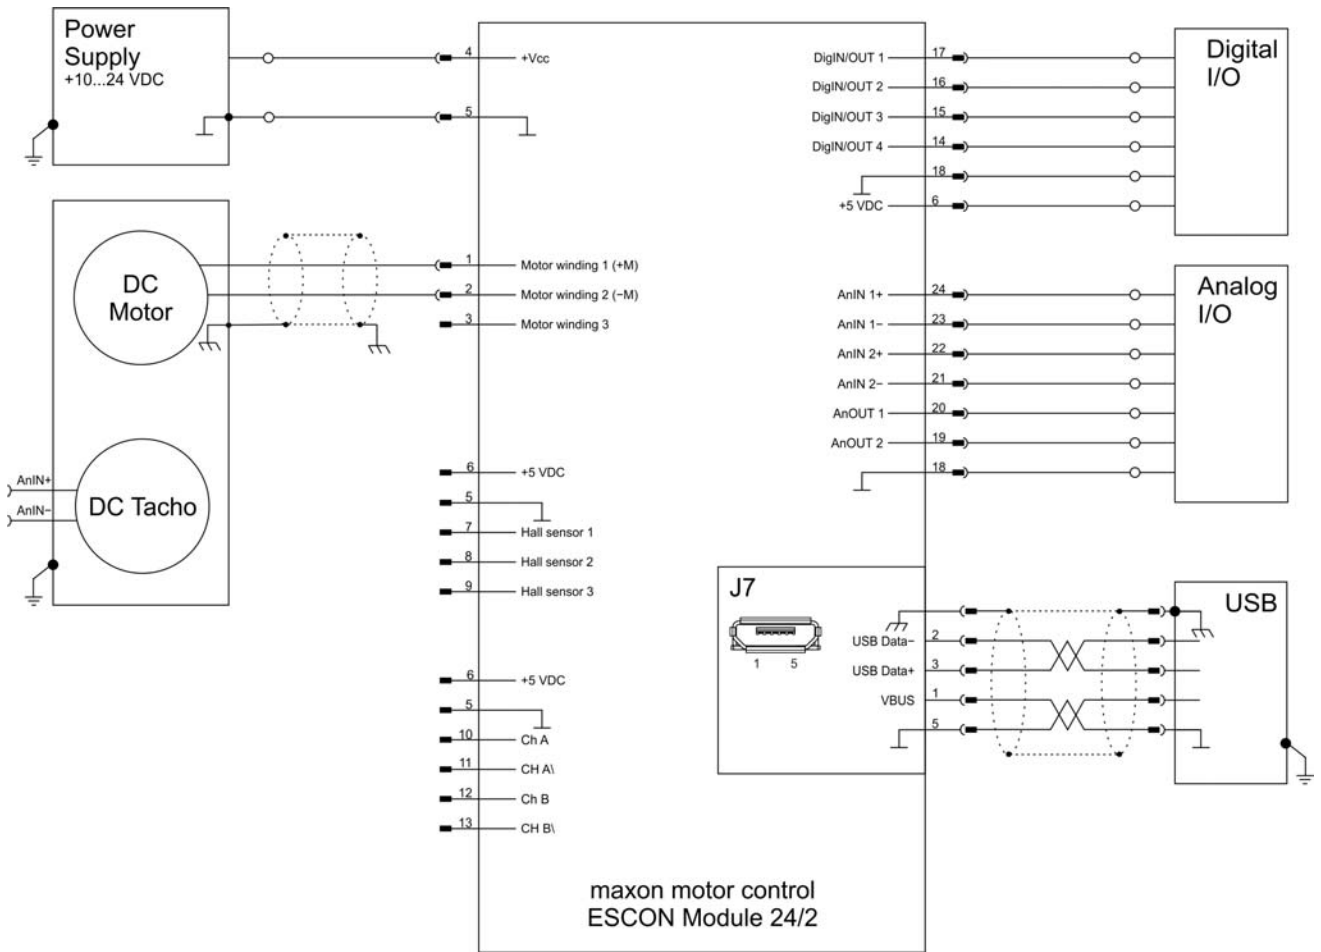 Power
Supply
+10...24 VDC
4
+Vcc
5
DC
Motor
1
Motor winding 1 (+M)
2
Motor winding 2 (−M)
3
Motor winding 3
AnIN+
AnIN−
DC Tacho
6
+5 VDC
5
7
Hall sensor 1
8
Hall sensor 2
9
Hall sensor 3
6
+5 VDC
5
10
Ch A
11
CH A\
12
Ch B
13
CH B\
DigIN/OUT 1
17
DigIN/OUT 2
16
DigIN/OUT 3
15
DigIN/OUT 4
14
18
+5 VDC
6
Digital
I/O
AnIN 1+
24
AnIN 1−
23
AnIN 2+
22
AnIN 2−
21
AnOUT 1
20
AnOUT 2
19
18
Analog
I/O
J7
1 5
USB Data−
2
USB Data+
3
VBUS
1
5
USB
maxon motor control
ESCON Module 24/2